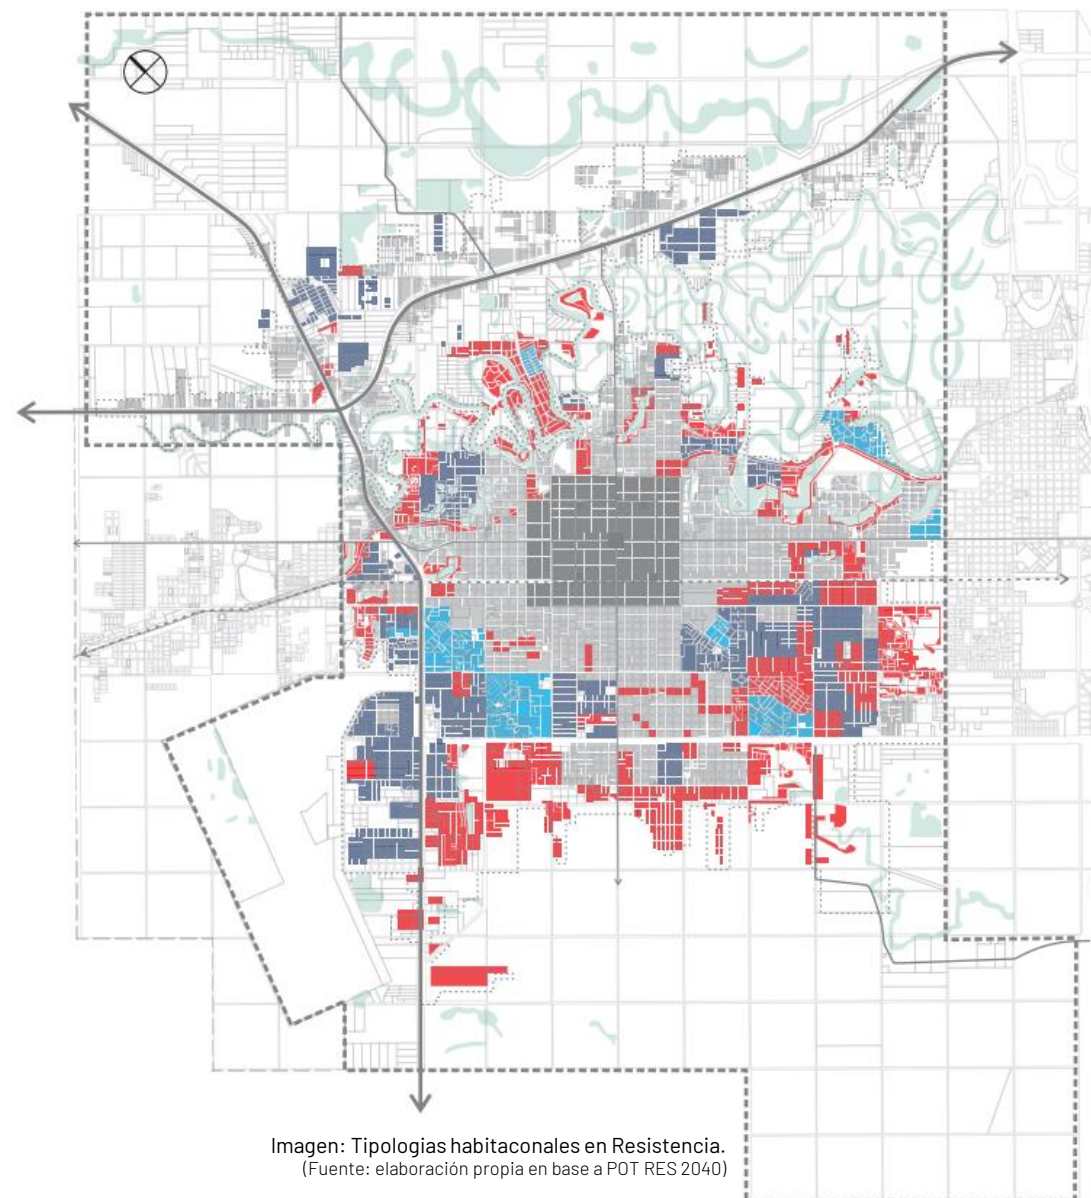 Imagen: Tipologias habitaconales en Resistencia.
(Fuente: elaboración propia en base a POT RES 2040)